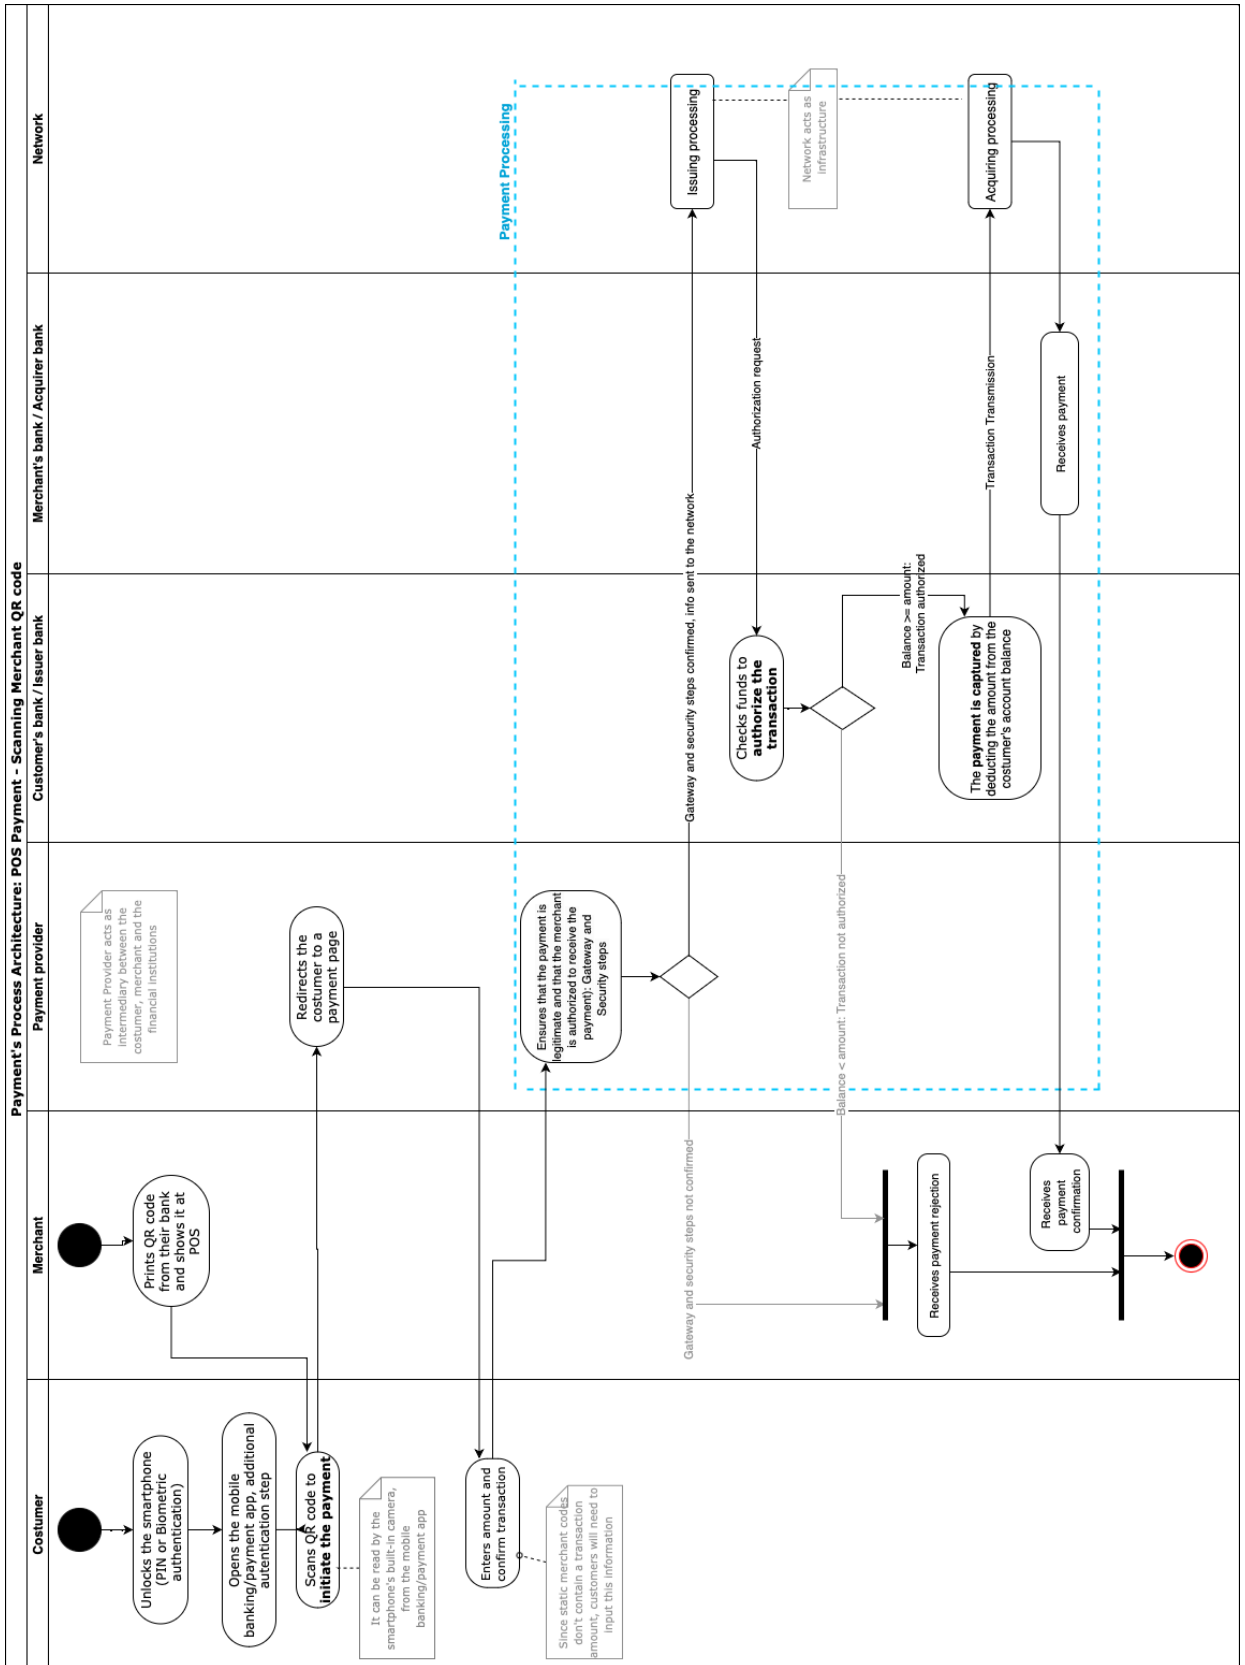 Payment's Process Architecture: POS Payment - Scanning Merchant QR code
Costumer
Merchant
Payment provider
Customer's bank / Issuer bank
Merchant's bank / Acquirer bank
Network
Unlocks the smartphone
(PIN or Biometric
authentication)
Opens the mobile
banking/payment app, additional
autentication step
Scans QR code to
initiate the payment
It can be read by the
smartphone's built-in camera,
from the mobile
banking/payment app
Enters amount and
confirm transaction
Since static merchant codes
don't contain a transaction
amount, customers will need to
input this information
Prints QR code
from their bank
and shows it at
POS
Gateway and security steps not confirmed
Receives payment rejection
Receives
payment
confirmation
Payment Provider acts as
intermediary between the
costumer, merchant and the
financial institutions
Redirects the
costumer to a
payment page
Ensures that the payment is
legitimate and that the merchant
is authorized to receive the
payment): Gateway and
Security steps
Balance < amount: Transaction not authorized
Gateway and security steps confirmed, info sent to the network
Checks funds to
authorize the
transaction
Balance >= amount:
Transaction authorized
The payment is captured by
deducting the amount from the
costumer's account balance
Authorization request
Transaction Transmission
Receives payment
Payment Processing
Issuing processing
Network acts as
infrastructure
Acquiring processing